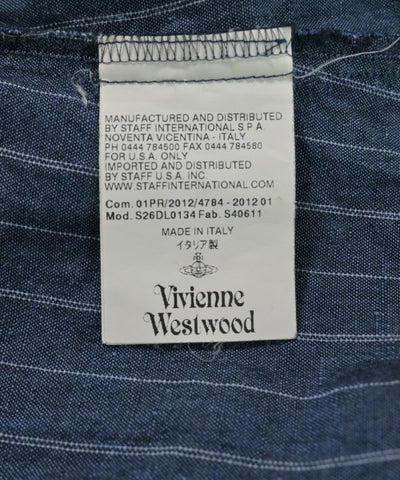 MANUFACTURED AND DISTRIBUTED
BY STAFF INTERNATIONAL S.P.A
NOVENTA VICENTINA - ITALY
PH 0444 784500 FAX 0444 784580
FOR U.S.A. ONLY
IMPORTED AND DISTRIBUTED
BY STAFF U.S.A. INC.
WWW.STAFFINTERNATIONAL.COM
Com. 01PR/2012/4784 - 2012 01
Mod. S26DL0134 Fab. S40611
MADE IN ITALY
イタリア製
Vivienne
Westwood